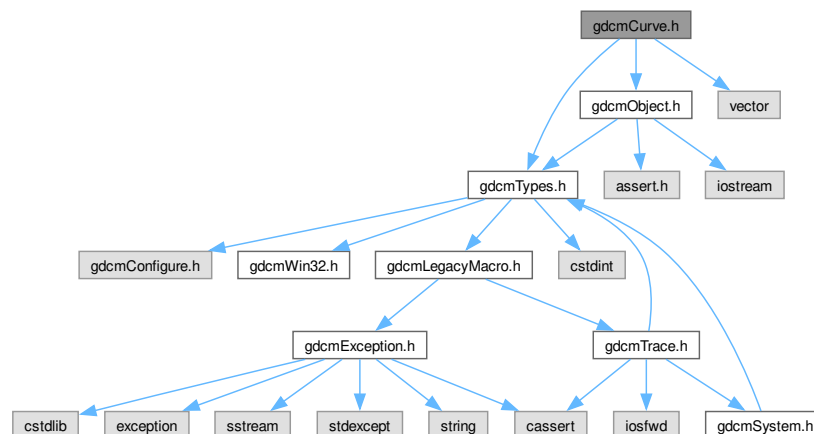 gdcmCurve.h
gdcmObject.h
vector
gdcmTypes.h
assert.h
iostream
gdcmConfigure.h
gdcmWin32.h
gdcmLegacyMacro.h
cstdint
gdcmException.h
gdcmTrace.h
cstdlib
exception
sstream
stdexcept
string
cassert
iosfwd
gdcmSystem.h